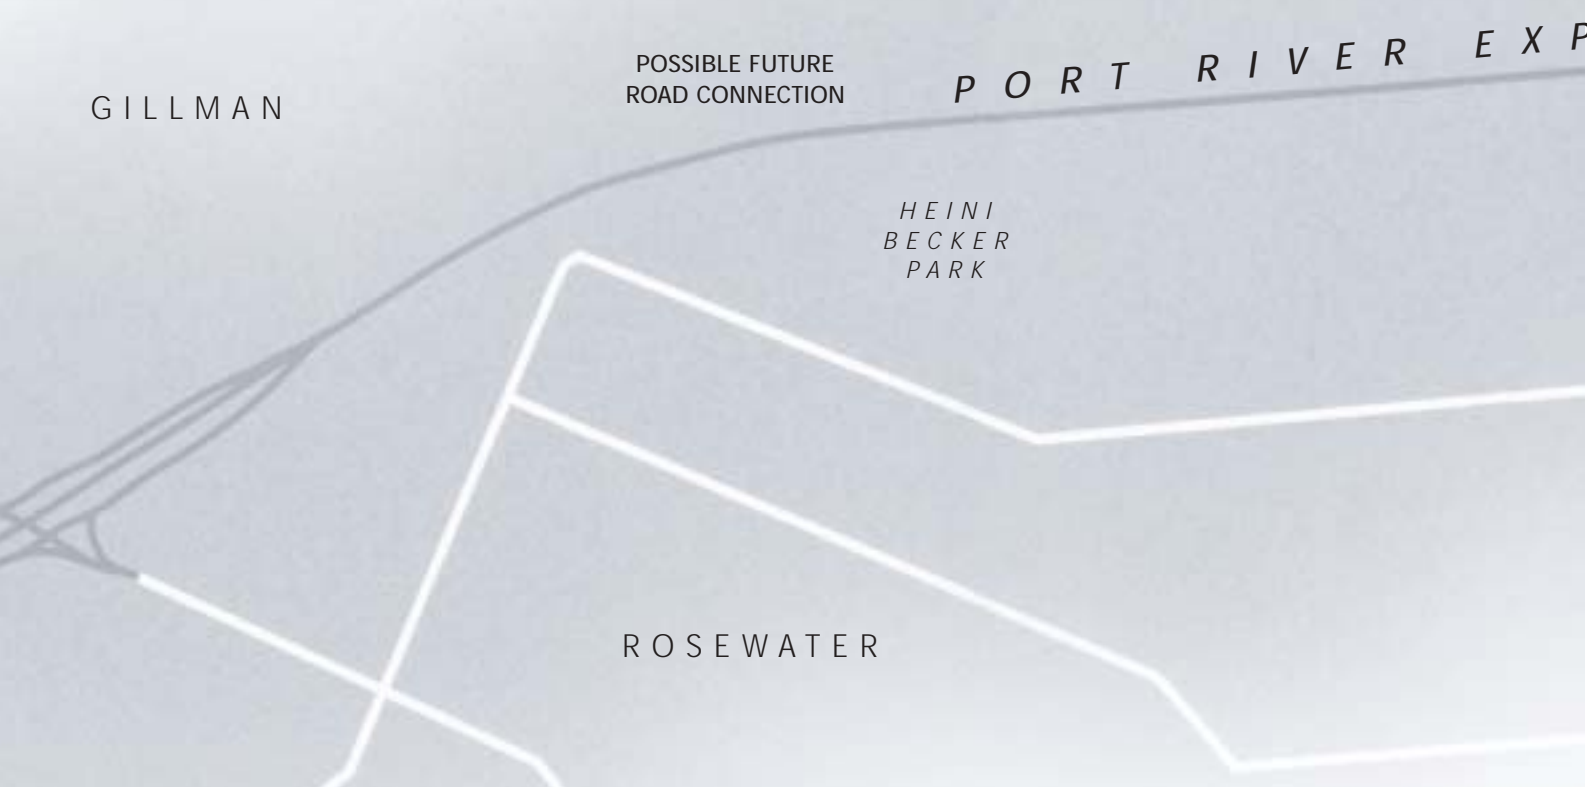 PORT RIVER EXP
POSSIBLE FUTURE
ROAD CONNECTION
GILLMAN
HEINI
BECKER
PARK
ROSEWATER